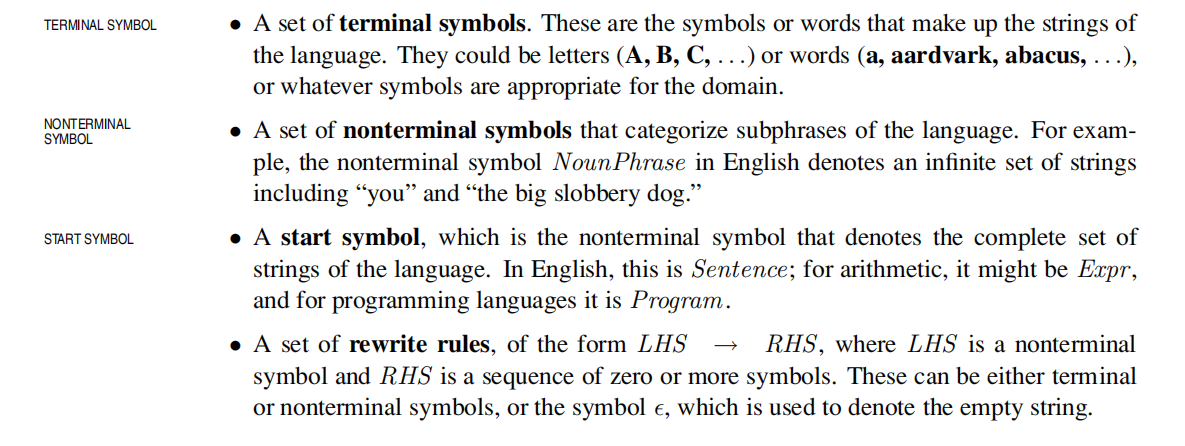 TERMINAL SYMBOL
• A set of terminal symbols. These are the symbols or words that make up the strings of
the language. They could be letters (A, B, C, . . .) or words (a, aardvark, abacus, . . .),
or whatever symbols are appropriate for the domain.
NONTERMINAL
SYMBOL
• A set of nonterminal symbols that categorize subphrases of the language. For exam-
ple, the nonterminal symbol NounPhrase in English denotes an infinite set of strings
including “you” and “the big slobbery dog.”
START SYMBOL
• A start symbol, which is the nonterminal symbol that denotes the complete set of
strings of the language. In English, this is Sentence; for arithmetic, it might be Expr,
and for programming languages it is Program.
• A set of rewrite rules, of the form LHS → RHS, where LHS is a nonterminal
symbol and RHS is a sequence of zero or more symbols. These can be either terminal
or nonterminal symbols, or the symbol ϵ, which is used to denote the empty string.